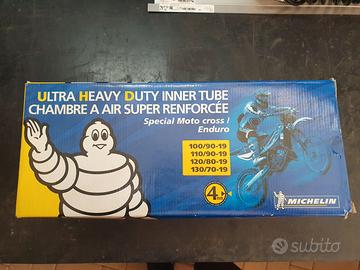 ULTRA HEAVY DUTY INNER TUBE
CHAMBRE A AIR SUPER RENFORCÉE
Special Moto cross /
Enduro
100/90-19
110/90-19
120/80-19
130/70-19
4
MICHELIN
subito